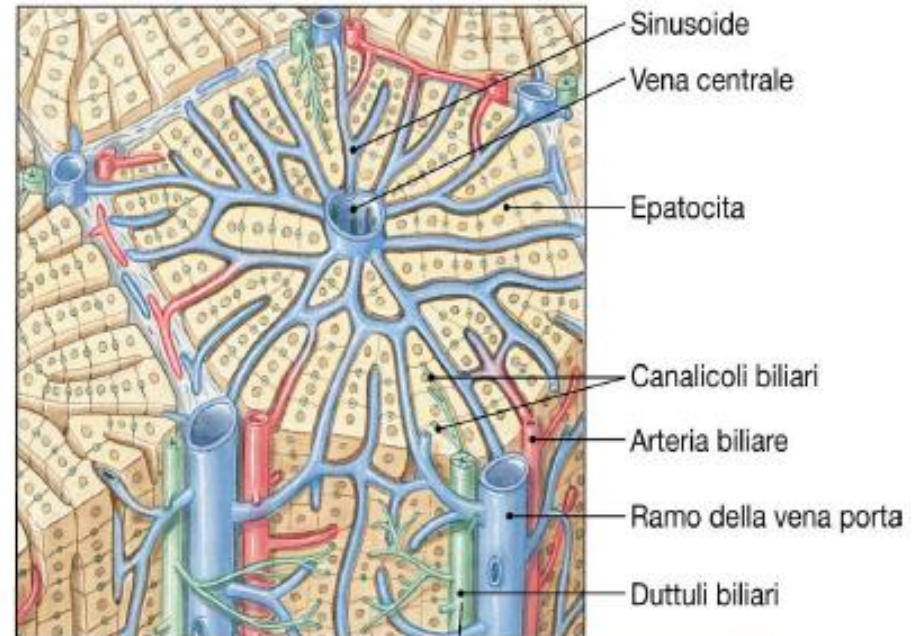 Sinusoide
Vena centrale
Epatocita
Canalicoli biliari
Arteria biliare
Ramo della vena porta
Duttuli biliari